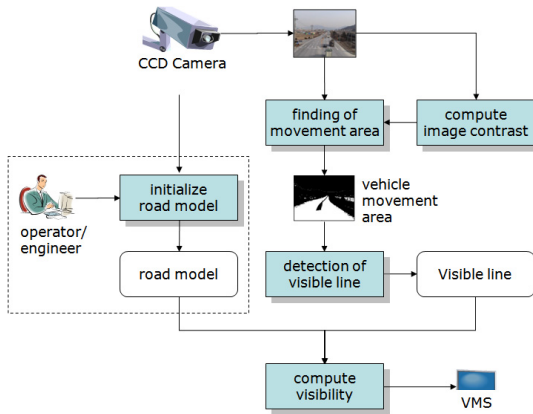 CCD Camera
finding of
movement area
compute
image contrast
initialize
road model
operator/
engineer
vehicle
movement
area
road model
detection of
visible line
Visible line
compute
visibility
VMS